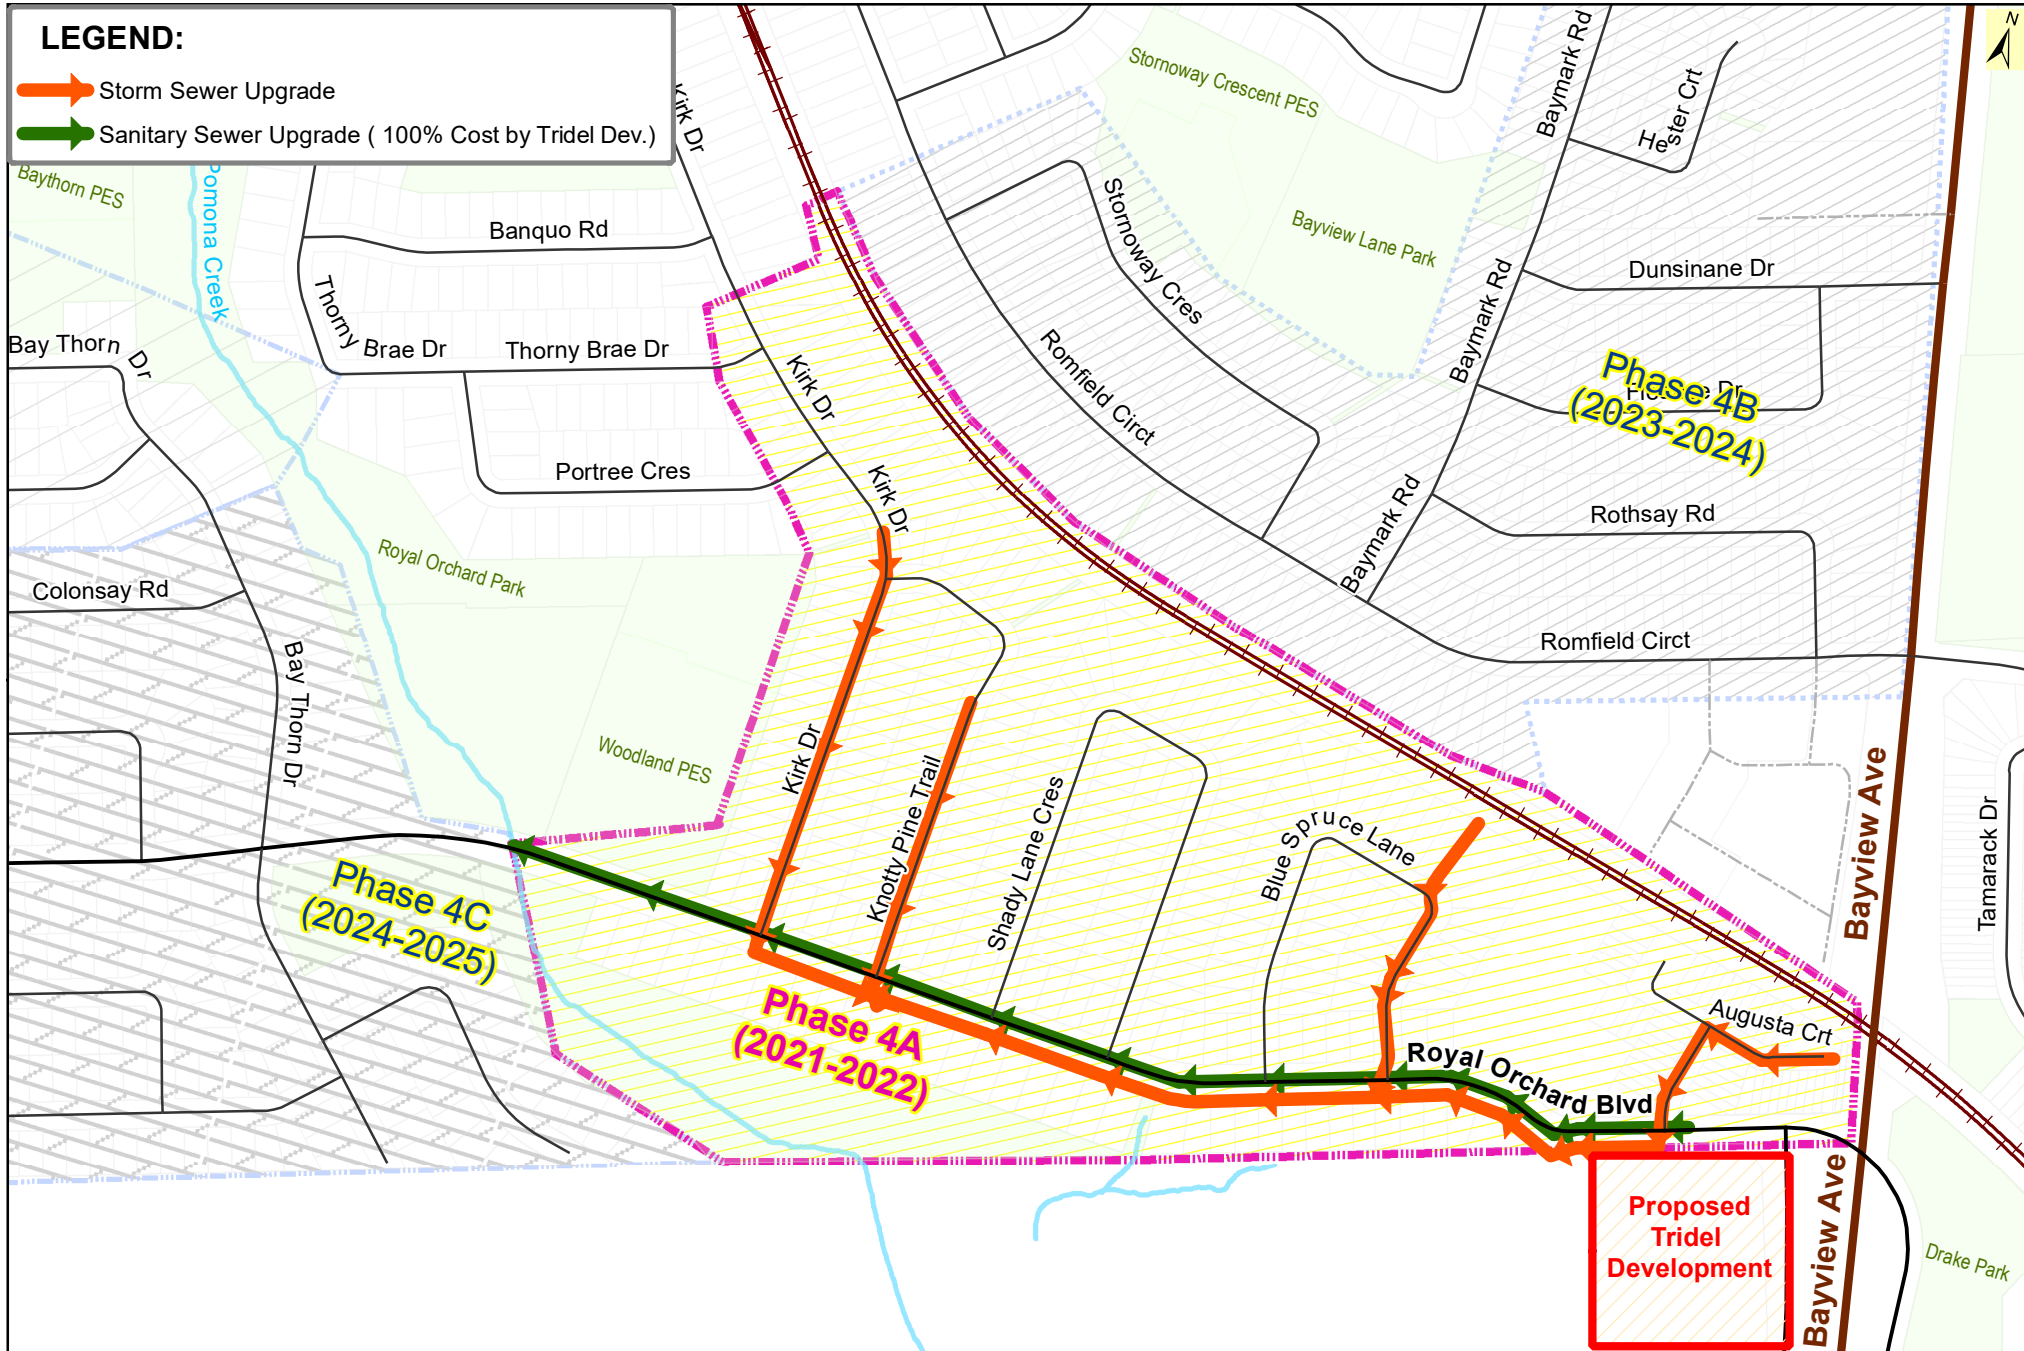 LEGEND:
Storm Sewer Upgrade
Sanitary Sewer Upgrade ( 100% Cost by Tridel Dev.)
N
Kirk Dr
Stornoway Crescent PES
Baymark Rd
Hester Crt
Baythorn PES
Pomona Creek
Banquo Rd
Stornoway Cres
Bayview Lane Park
Dunsinane Dr
Thorny Brae Dr
Thorny Brae Dr
Bay Thorn Dr
Kirk Dr
Romfield Circt
Baymark Rd
Phase 4B
(2023-2024)
Portree Cres
Kirk Dr
Baymark Rd
Rothsay Rd
Royal Orchard Park
Colonsay Rd
Romfield Circt
Bay Thorn Dr
Woodland PES
Kirk Dr
Knotty Pine Trail
Shady Lane Cres
Blue Spruce Lane
Bayview Ave
Tamarack Dr
Phase 4C
(2024-2025)
Phase 4A
(2021-2022)
Augusta Crt
Royal Orchard Blvd
Proposed
Tridel
Development
Bayview Ave
Drake Park